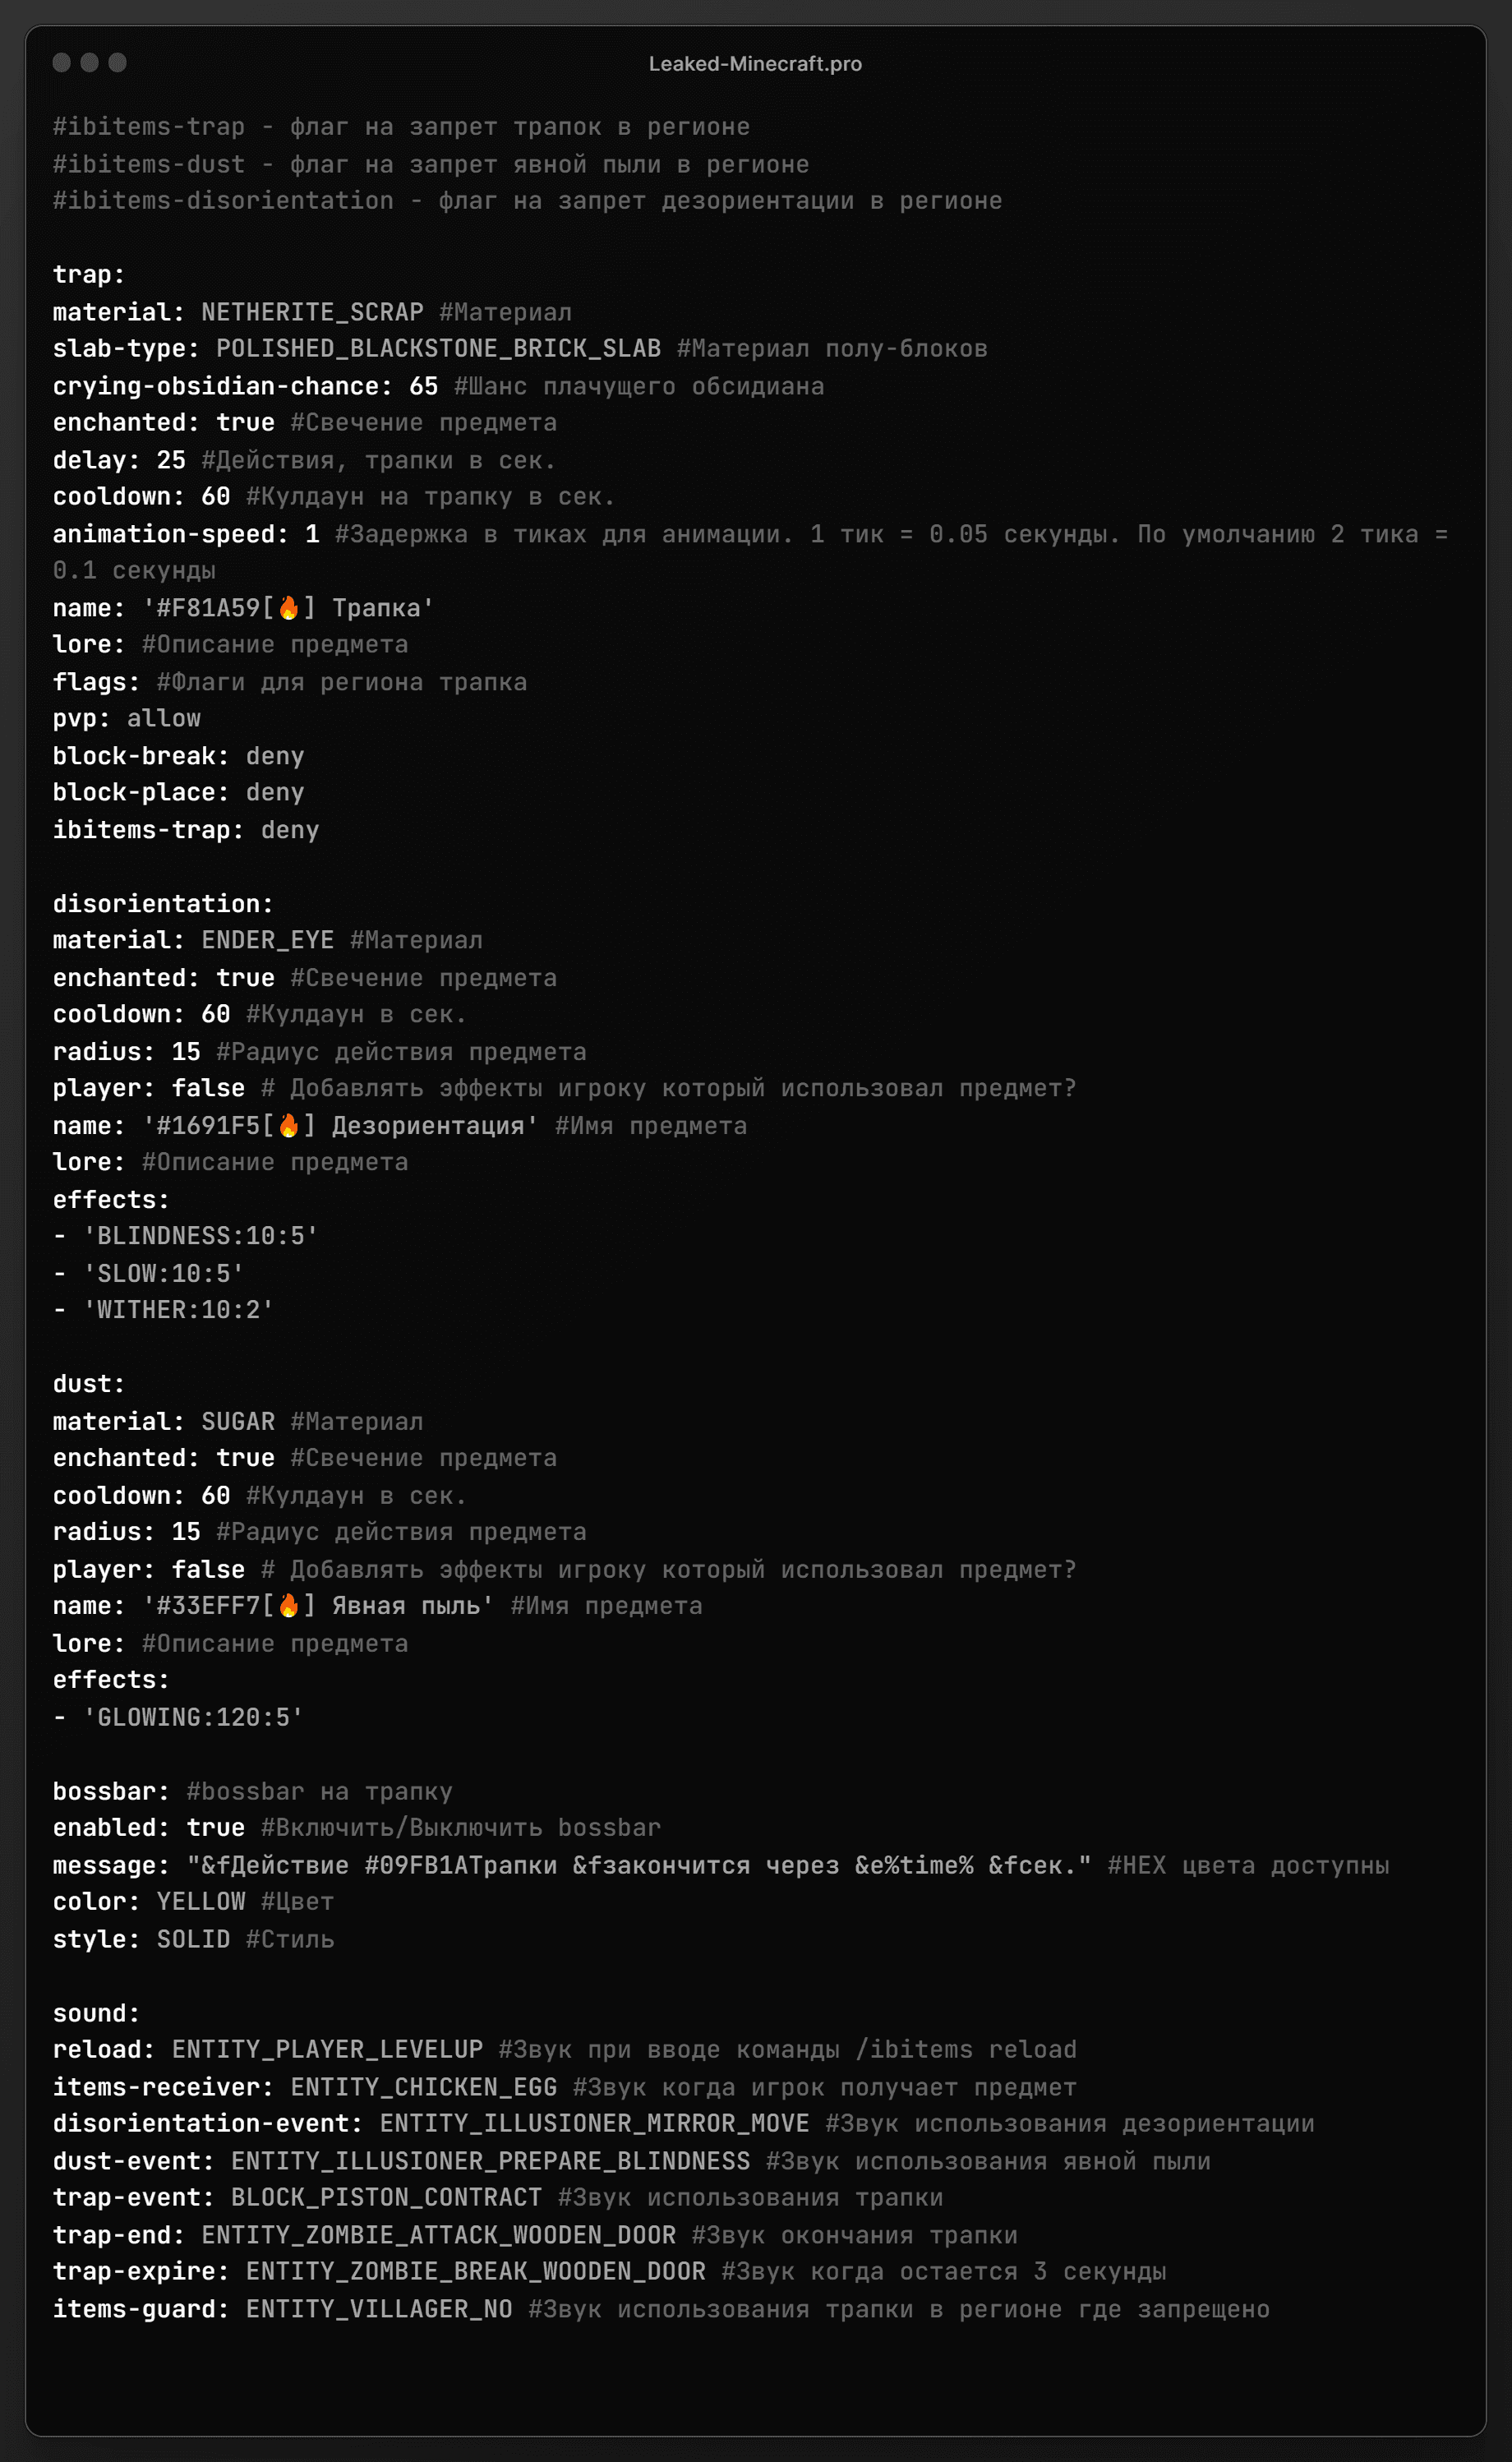 Leaked-Minecraft.pro
#ibitems-trap - флаг на запрет трапок в регионе
#ibitems-dust - флаг на запрет явной пыли в регионе
#ibitems-disorientation - флаг на запрет дезориентации в регионе
trap:
material: NETHERITE_SCRAP #Материал
slab-type: POLISHED_BLACKSTONE_BRICK_SLAB #Материал полу-блоков
crying-obsidian-chance: 65 #Шанс плачущего обсидиана
enchanted: true #Свечение предмета
delay: 25 #Действия, трапки в сек.
cooldown: 60 #Кулдаун на трапку в сек.
animation-speed: 1 #Задержка в тиках для анимации. 1 тик = 0.05 секунды. По умолчанию 2 тика =
0.1 секунды
name: '#F81A59[🔥] Трапка'
lore: #Описание предмета
flags: #Флаги для региона трапка
pvp: allow
block-break: deny
block-place: deny
ibitems-trap: deny
disorientation:
material: ENDER_EYE #Материал
enchanted: true #Свечение предмета
cooldown: 60 #Кулдаун в сек.
radius: 15 #Радиус действия предмета
player: false # Добавлять эффекты игроку который использовал предмет?
name: '#1691F5[🔥] Дезориентация' #Имя предмета
lore: #Описание предмета
effects:
- 'BLINDNESS:10:5'
- 'SLOW:10:5'
- 'WITHER:10:2'
dust:
material: SUGAR #Материал
enchanted: true #Свечение предмета
cooldown: 60 #Кулдаун в сек.
radius: 15 #Радиус действия предмета
player: false # Добавлять эффекты игроку который использовал предмет?
name: '#33EFF7[🔥] Явная пыль' #Имя предмета
lore: #Описание предмета
effects:
- 'GLOWING:120:5'
bossbar: #bossbar на трапку
enabled: true #Включить/Выключить bossbar
message: "&fДействие #09FB1AТрапки &fзакончится через &e%time% &fсек." #HEX цвета доступны
color: YELLOW #Цвет
style: SOLID #Стиль
sound:
reload: ENTITY_PLAYER_LEVELUP #Звук при вводе команды /ibitems reload
items-receiver: ENTITY_CHICKEN_EGG #Звук когда игрок получает предмет
disorientation-event: ENTITY_ILLUSIONER_MIRROR_MOVE #Звук использования дезориентации
dust-event: ENTITY_ILLUSIONER_PREPARE_BLINDNESS #Звук использования явной пыли
trap-event: BLOCK_PISTON_CONTRACT #Звук использования трапки
trap-end: ENTITY_ZOMBIE_ATTACK_WOODEN_DOOR #Звук окончания трапки
trap-expire: ENTITY_ZOMBIE_BREAK_WOODEN_DOOR #Звук когда остается 3 секунды
items-guard: ENTITY_VILLAGER_NO #Звук использования трапки в регионе где запрещено